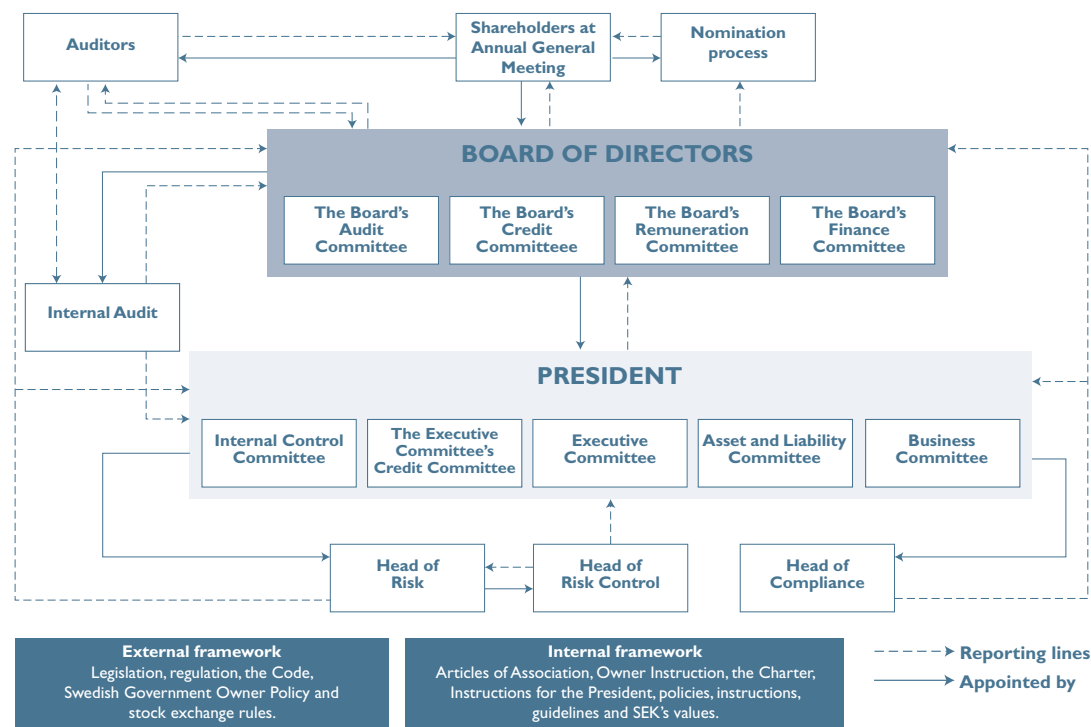 Auditors
Shareholders at
Annual General
Meeting
Nomination
process
BOARD OF DIRECTORS
The Board's
Audit
Committee
The Board's
Credit
Committeee
The Board's
Remuneration
Committee
The Board's
Finance
Committee
Internal Audit
PRESIDENT
Internal Control
Committee
The Executive
Committee's
Credit Committee
Executive
Committee
Asset and Liability
Committee
Business
Committee
Head of
Risk
Head of
Risk Control
Head of
Compliance
External framework
Legislation, regulation, the Code,
Swedish Government Owner Policy and
stock exchange rules.
Internal framework
Articles of Association, Owner Instruction, the Charter,
Instructions for the President, policies, instructions,
guidelines and SEK's values.
Reporting lines
Appointed by